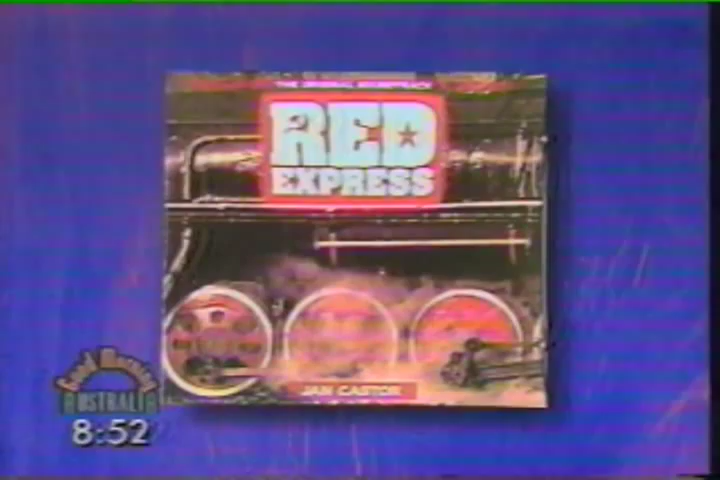 THE ORIGINAL SOUNDTRACK
RED
EXPRESS
JAN CASTOR
Good Morning
AUSTRALIA
8:52